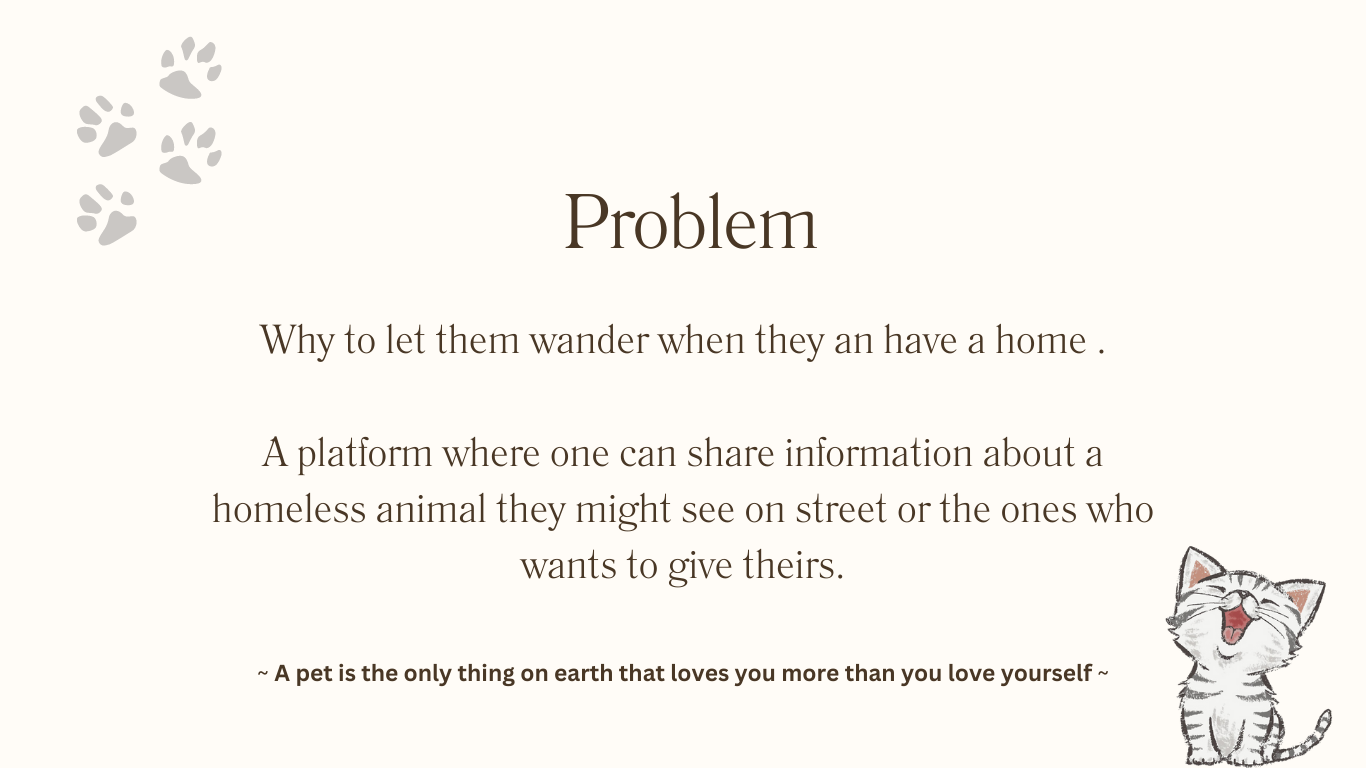 Problem
Why to let them wander when they an have a home .
A platform where one can share information about a
homeless animal they might see on street or the ones who
wants to give theirs.
~ A pet is the only thing on earth that loves you more than you love yourself ~